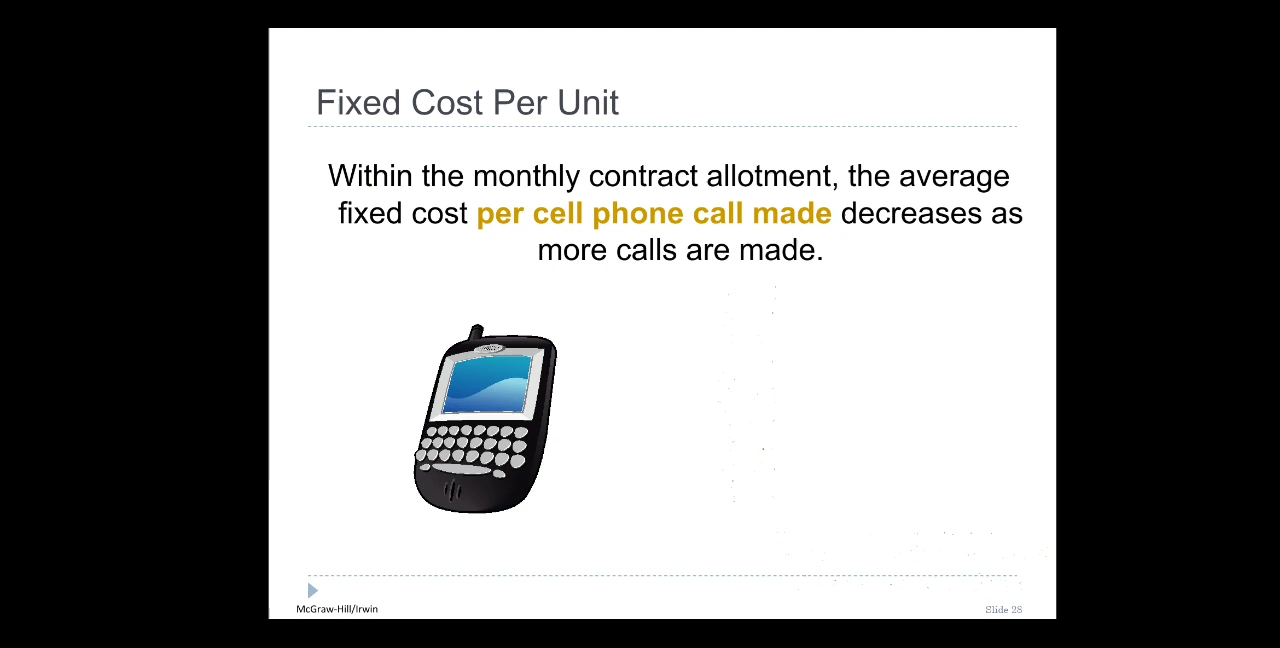 Fixed Cost Per Unit
Within the monthly contract allotment, the average
fixed cost per cell phone call made decreases as
more calls are made.
McGraw-Hill/Irwin
Slide 28